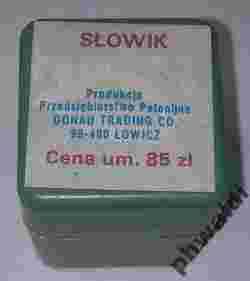 SŁOWIK
Produkcja
Przedsiębiorstwo Polonijne
DONAU TRADING CO.
99-400 ŁOWICZ
Cena um. 85 zł